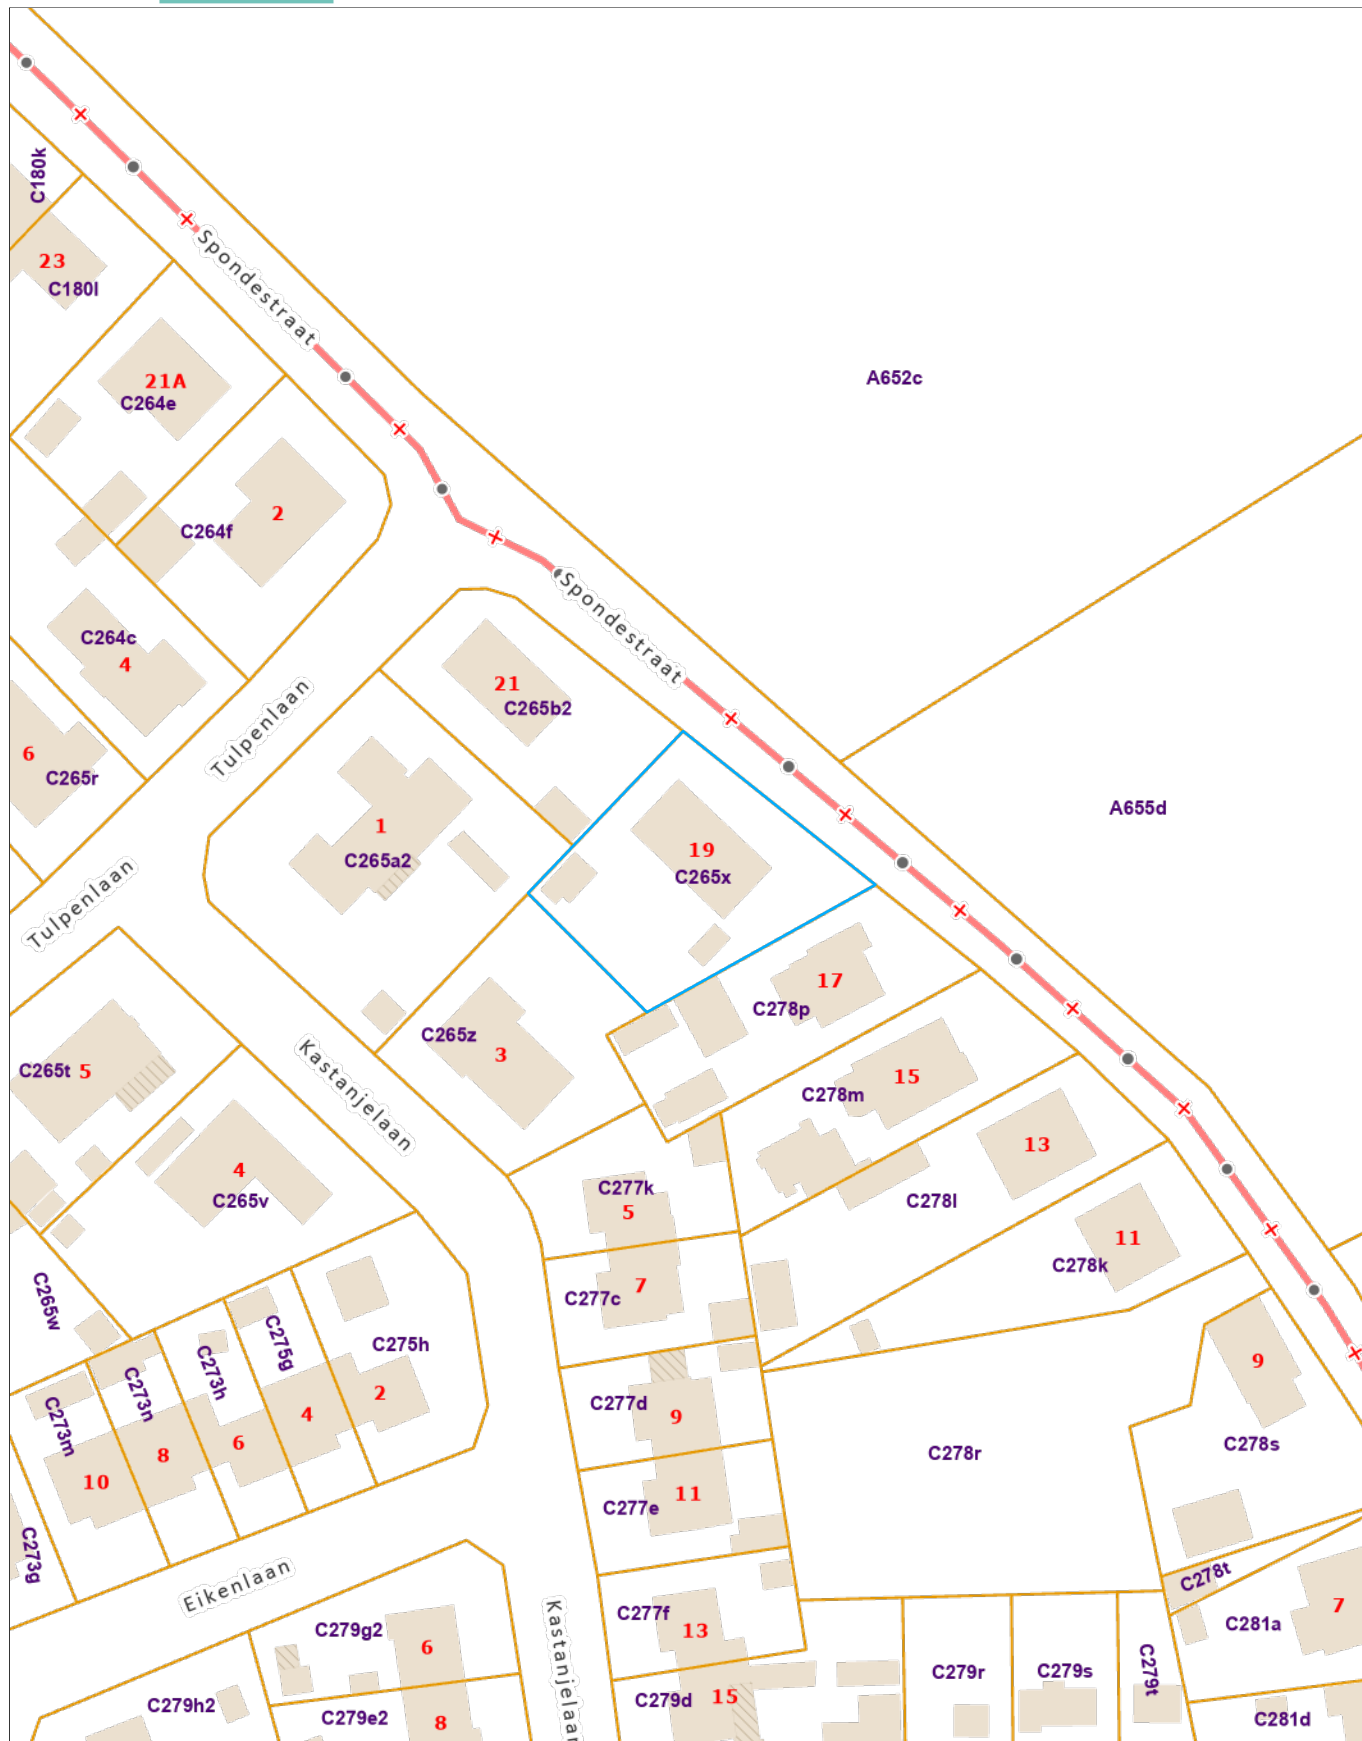 C180k
Spondestraat
23
C180l
A652c
21A
C264e
2
C264f
Spondestraat
C264c
4
21
C265b2
Tulpenlaan
6
C265r
A655d
1
C265a2
19
C265x
Tulpenlaan
17
C278p
C265z
3
C265t
5
Kastanjelaan
15
C278m
13
4
C265v
C277k
5
C278l
11
C278k
C265w
7
C277c
C275g
C275h
C273h
C273n
2
9
C273m
4
C277d
9
C278s
6
8
C278r
10
11
C277e
C273g
Eikenlaan
C278t
7
C277f
13
C281a
C279g2
6
Kastanjelaan
C279r
C279s
C279t
15
C279d
C279h2
C279e2
8
C281d